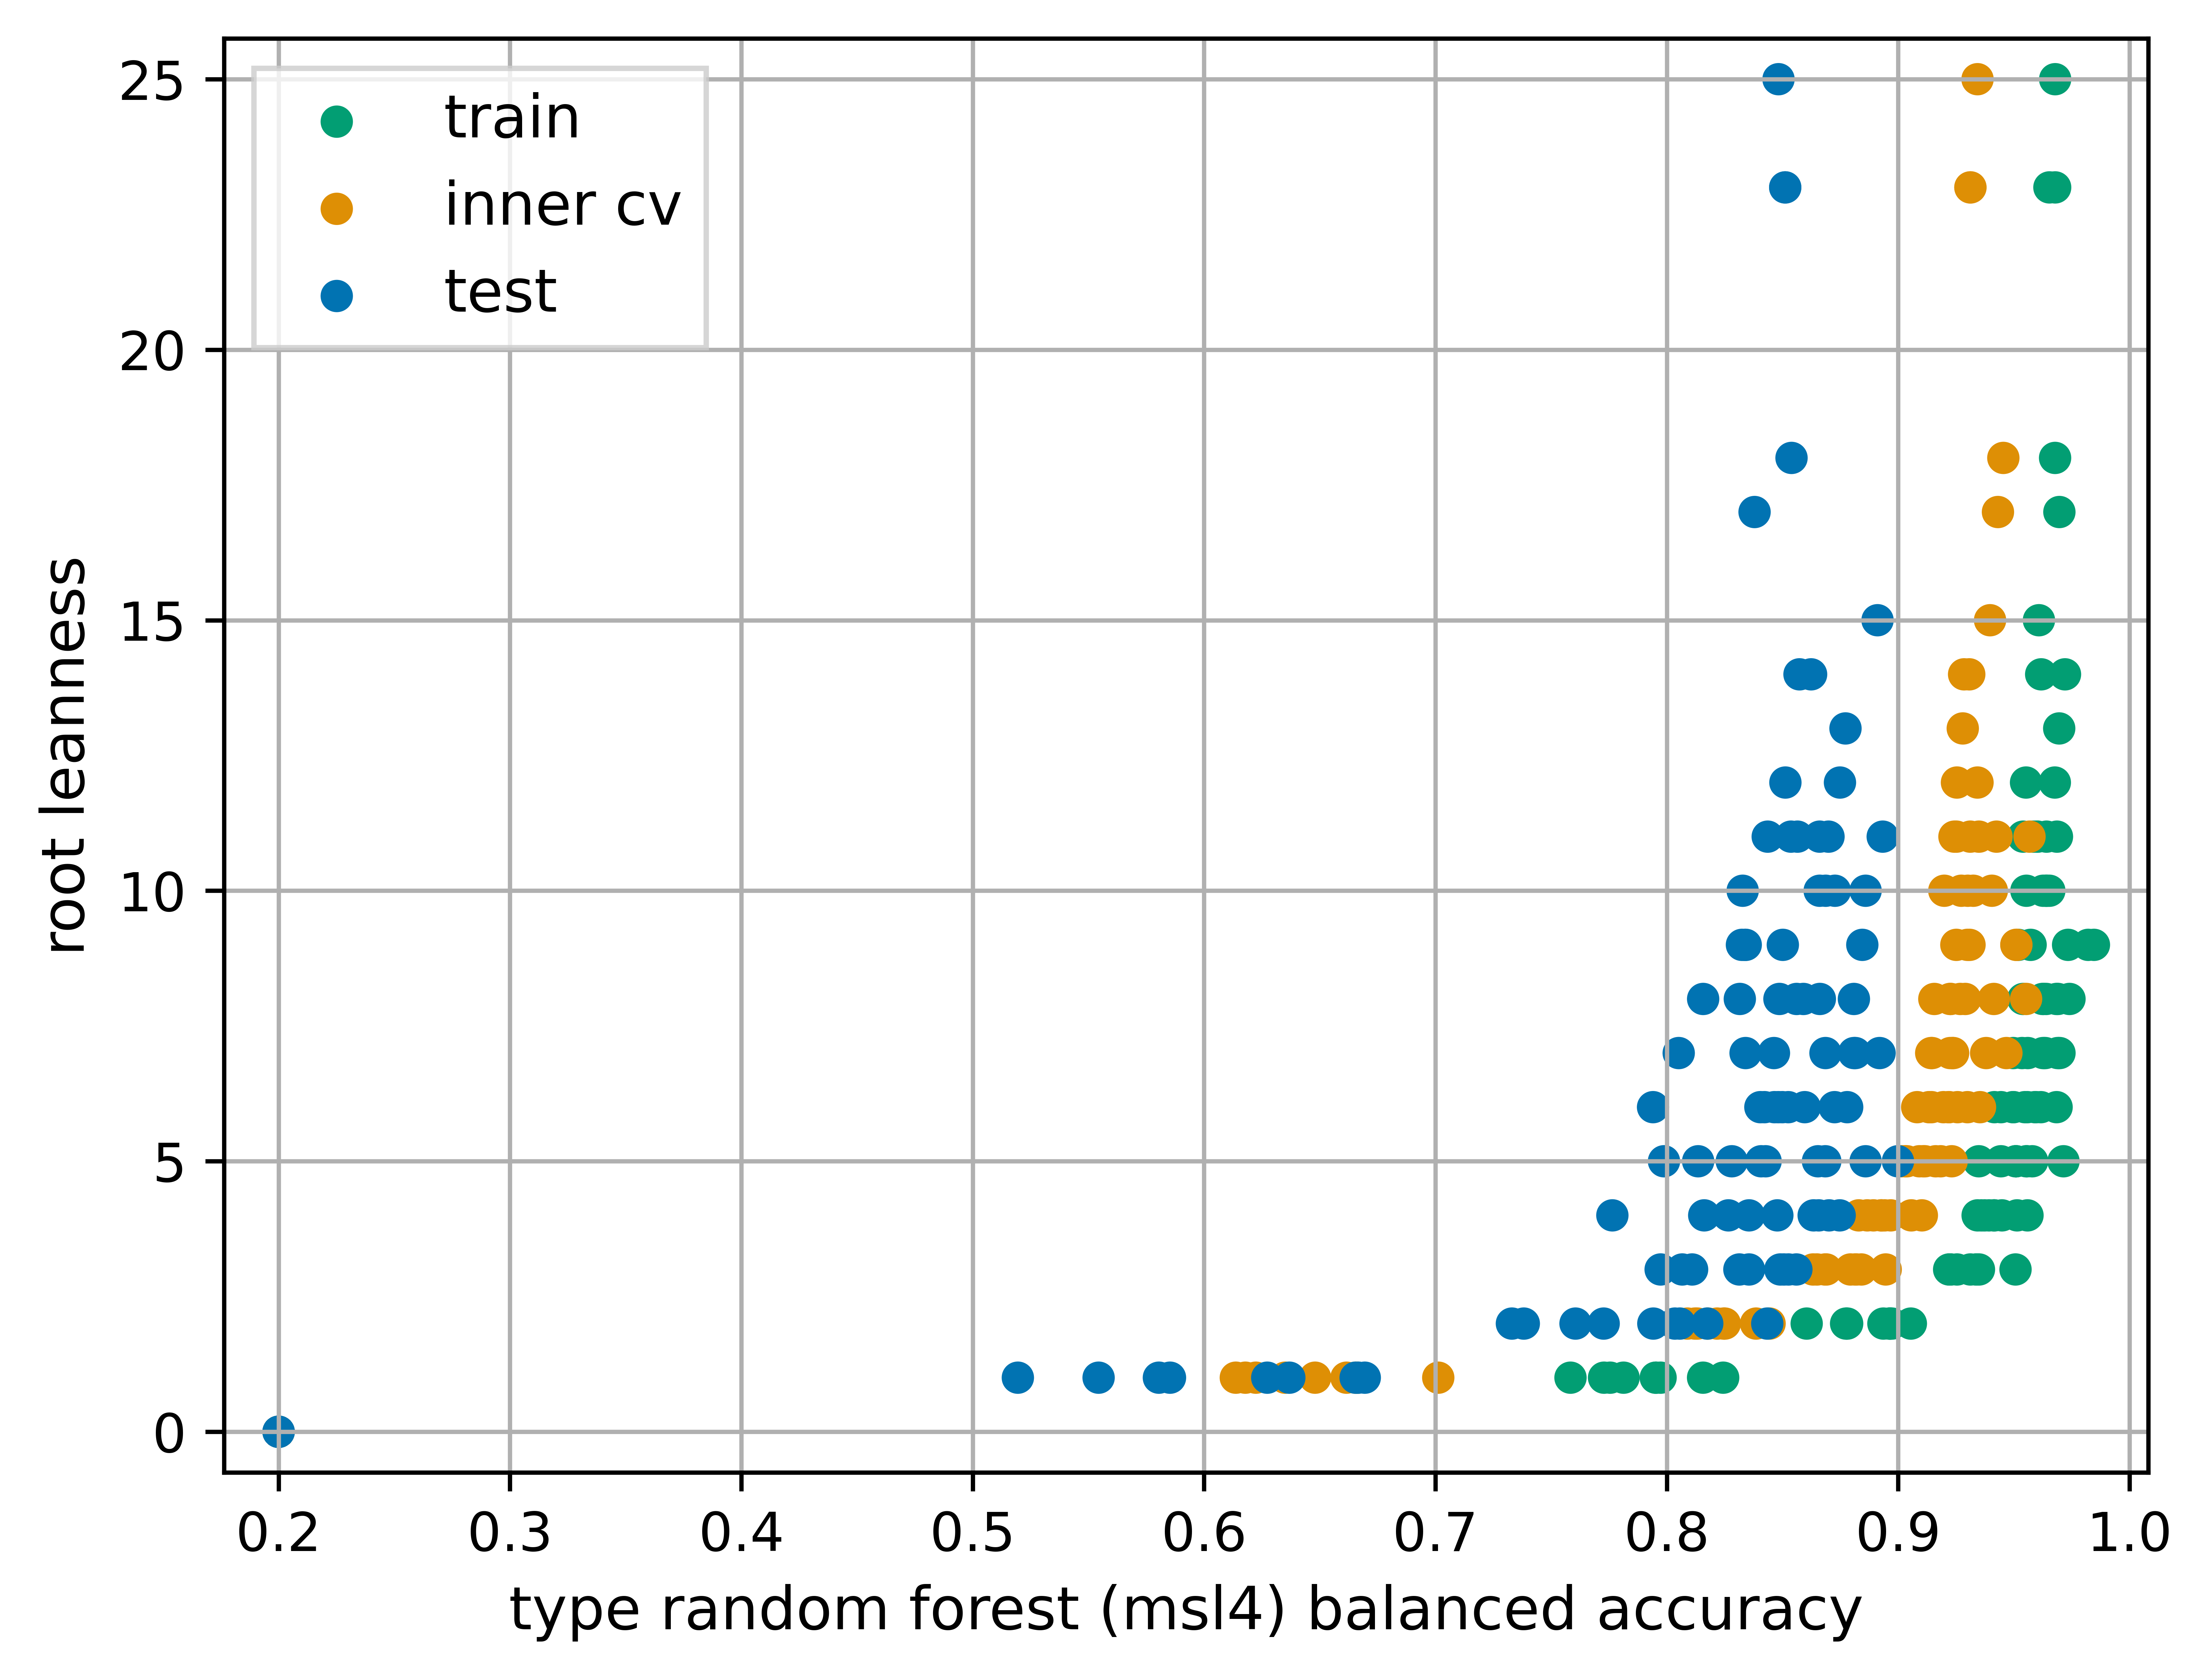 train
inner cv
test
25
20
15
10
5
0
root leanness
0.2 0.3 0.4 0.5 0.6 0.7 0.8 0.9 1.0
type random forest (msl4) balanced accuracy